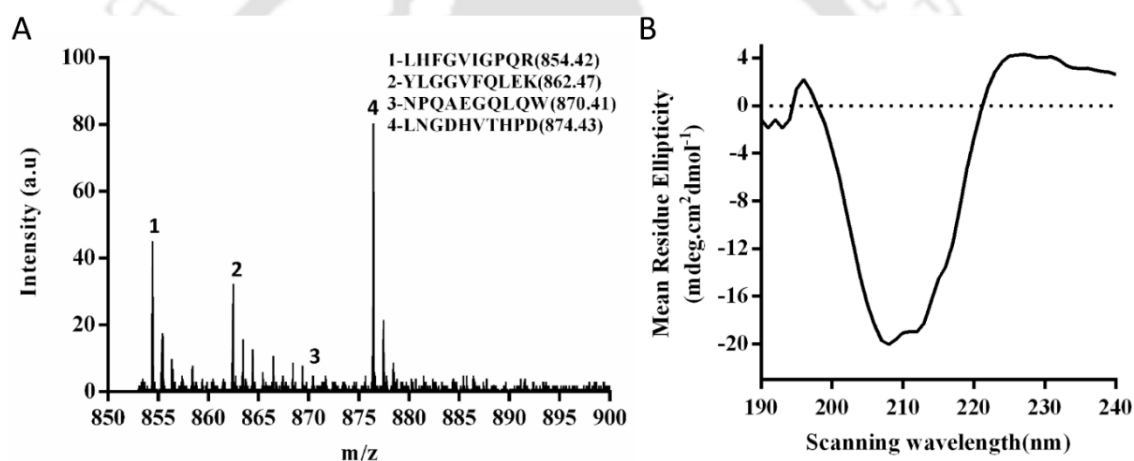 A
B
1-LHFGVIGPQR(854.42)
2-YLGGVFQLEK(862.47)
3-NPQAEGQLQW(870.41)
4-LNGDHVTHPD(874.43)
100
80
60
40
20
0
Intensity (a.u)
1
2
3
4
850 855 860 865 870 875 880 885 890 895 900
m/z
4
0
-4
-8
-12
-16
-20
Mean Residue Ellipticity
(mdeg.cm²dmol⁻¹)
190 200 210 220 230 240
Scanning wavelength(nm)